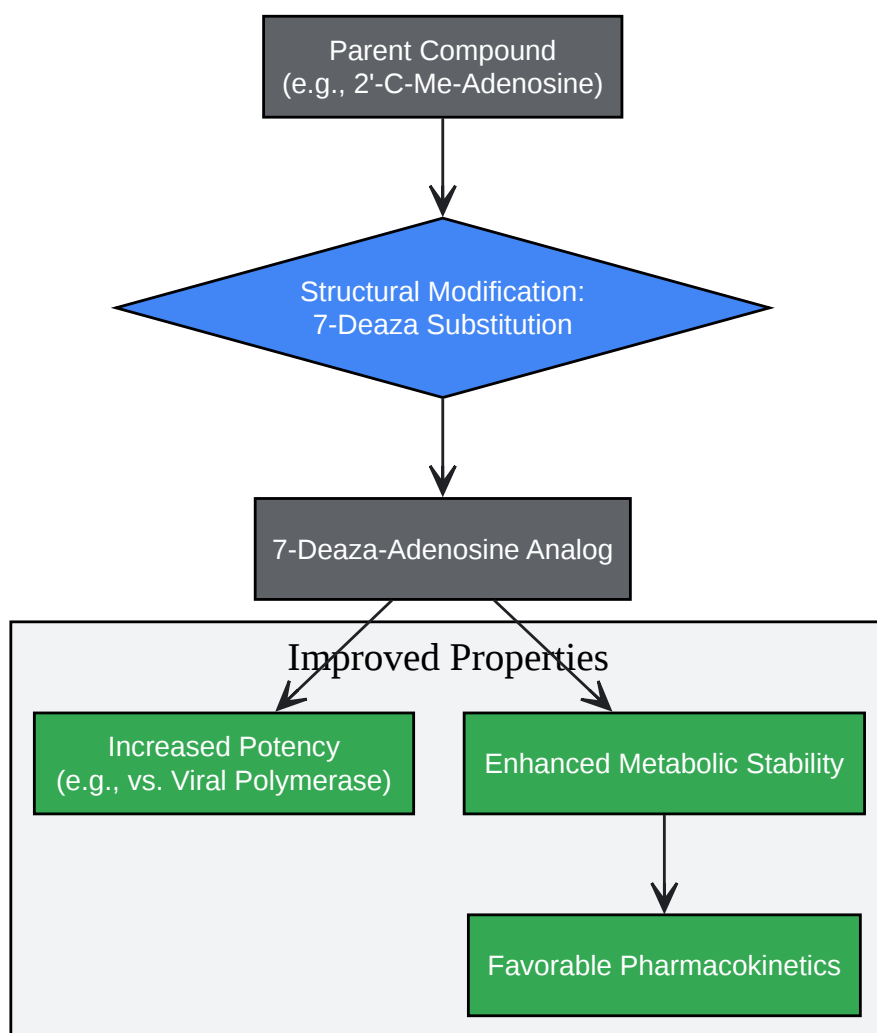 Parent Compound
(e.g., 2'-C-Me-Adenosine)
Structural Modification:
7-Deaza Substitution
7-Deaza-Adenosine Analog
Improved Properties
Increased Potency
(e.g., vs. Viral Polymerase)
Enhanced Metabolic Stability
Favorable Pharmacokinetics